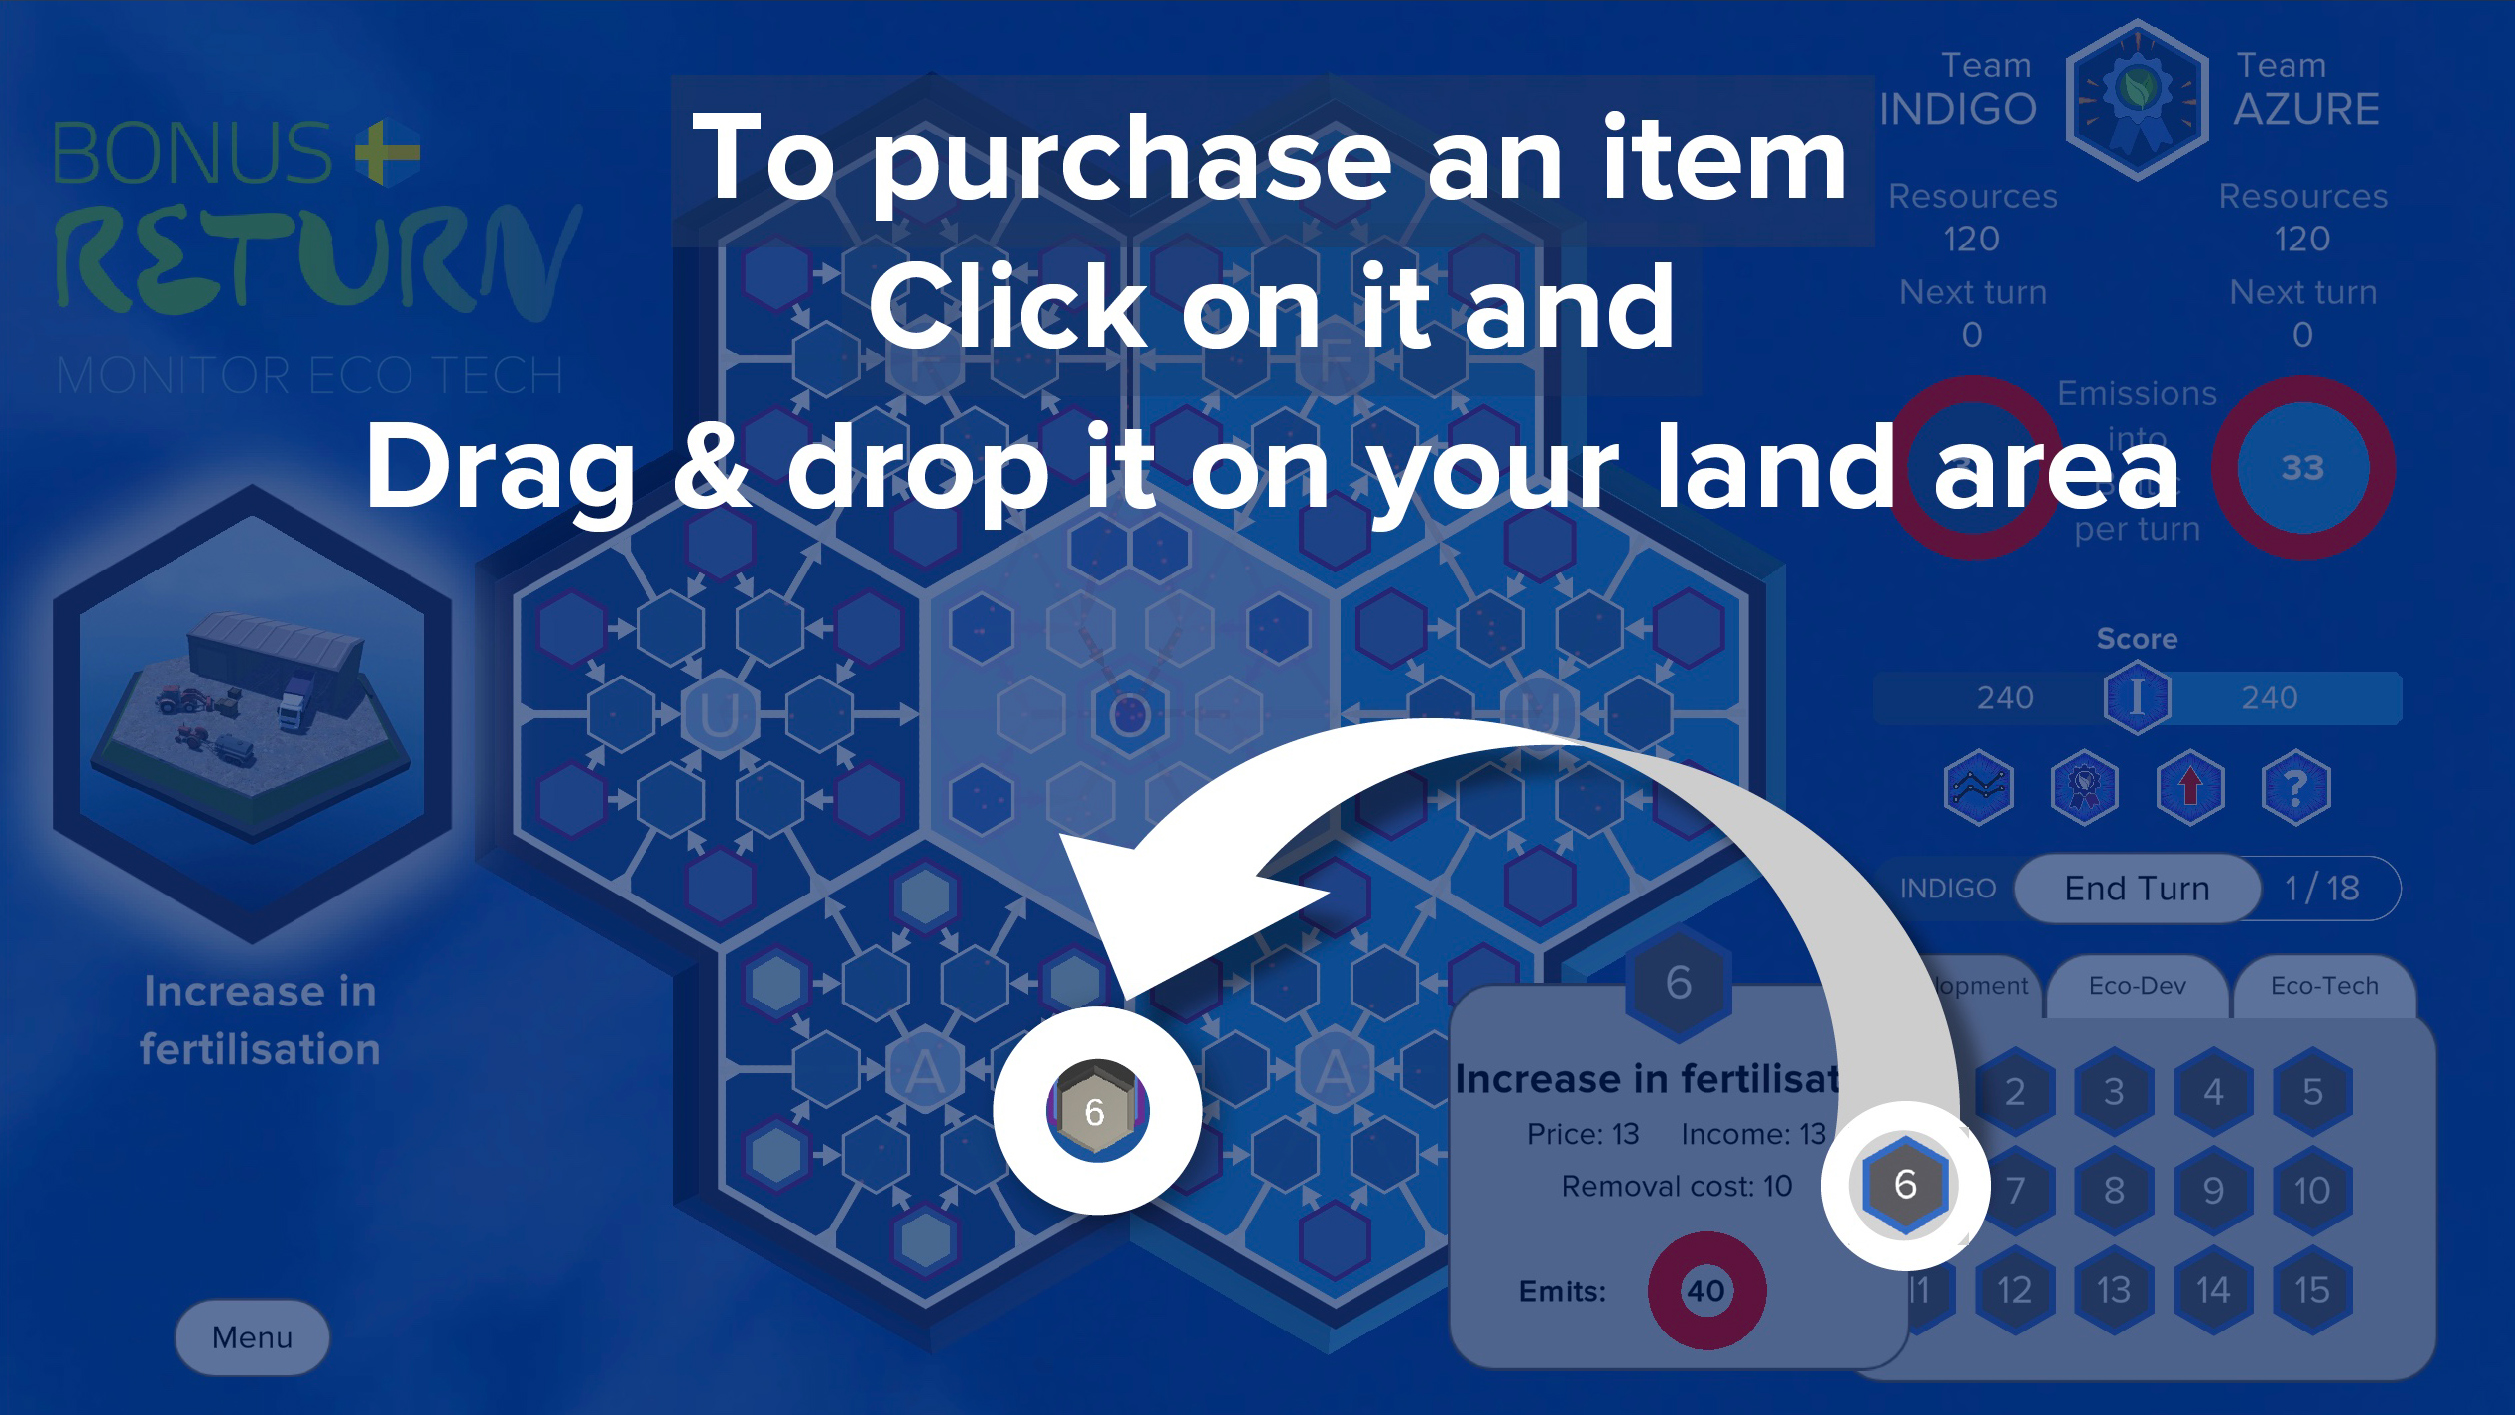 To purchase an item
Click on it and
Drag & drop it on your land area
BONUS
RETURN
MONITOR ECO TECH
Increase in
fertilisation
Menu
F
F
U
U
A
A
6
Team
INDIGO
Team
AZURE
Resources
120
Resources
120
Next turn
0
Next turn
0
Emissions
into
per turn
33
Score
240
I
240
?
INDIGO
End Turn
1 / 18
Eco-Dev
Eco-Tech
6
Increase in fertilisat
Price: 13 Income: 13
Removal cost: 10
Emits: 40
2 3 4 5
6 7 8 9 10
11 12 13 14 15